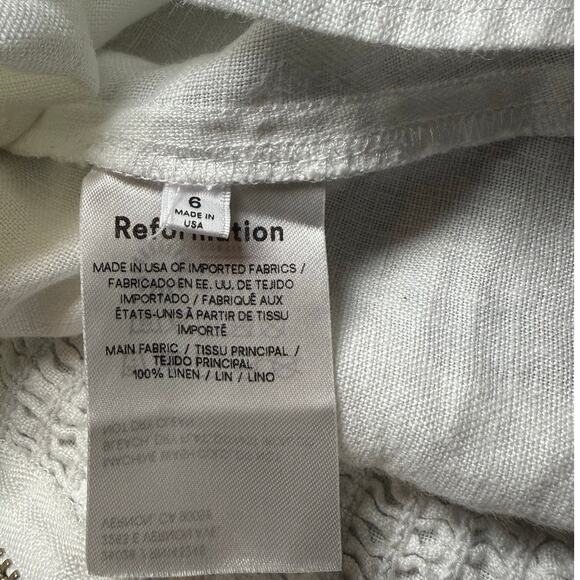 6
MADE IN
USA
Reformation
MADE IN USA OF IMPORTED FABRICS /
FABRICADO EN EE. UU. DE TEJIDO
IMPORTADO / FABRIQUÉ AUX
ÉTATS-UNIS À PARTIR DE TISSU
IMPORTÉ
MAIN FABRIC / TISSU PRINCIPAL /
TEJIDO PRINCIPAL
100% LINEN / LIN / LINO